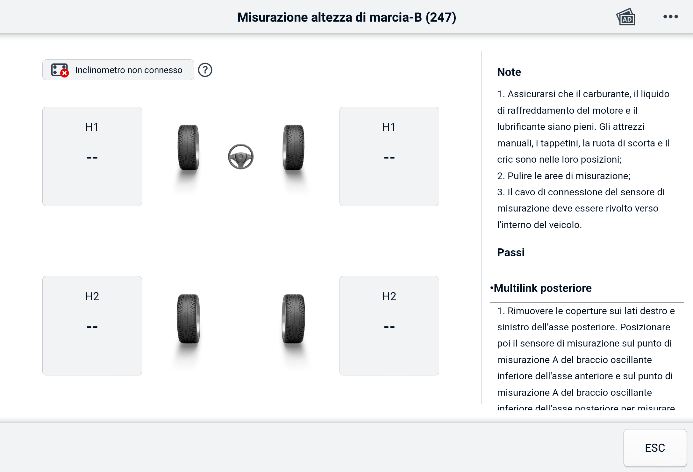 Misurazione altezza di marcia-B (247)
AD
Inclinometro non connesso
?
H1
--
H1
--
H2
--
H2
--
Note
1. Assicurarsi che il carburante, il liquido
di raffreddamento del motore e il
lubrificante siano pieni. Gli attrezzi
manuali, i tappetini, la ruota di scorta e il
cric sono nelle loro posizioni;
2. Pulire le aree di misurazione;
3. Il cavo di connessione del sensore di
misurazione deve essere rivolto verso
l'interno del veicolo.
Passi
•Multilink posteriore
1. Rimuovere le coperture sui lati destro e
sinistro dell'asse posteriore. Posizionare
poi il sensore di misurazione sul punto di
misurazione A del braccio oscillante
inferiore dell'asse anteriore e sul punto di
misurazione A del braccio oscillante
inferiore dell'asse posteriore per misurare
ESC